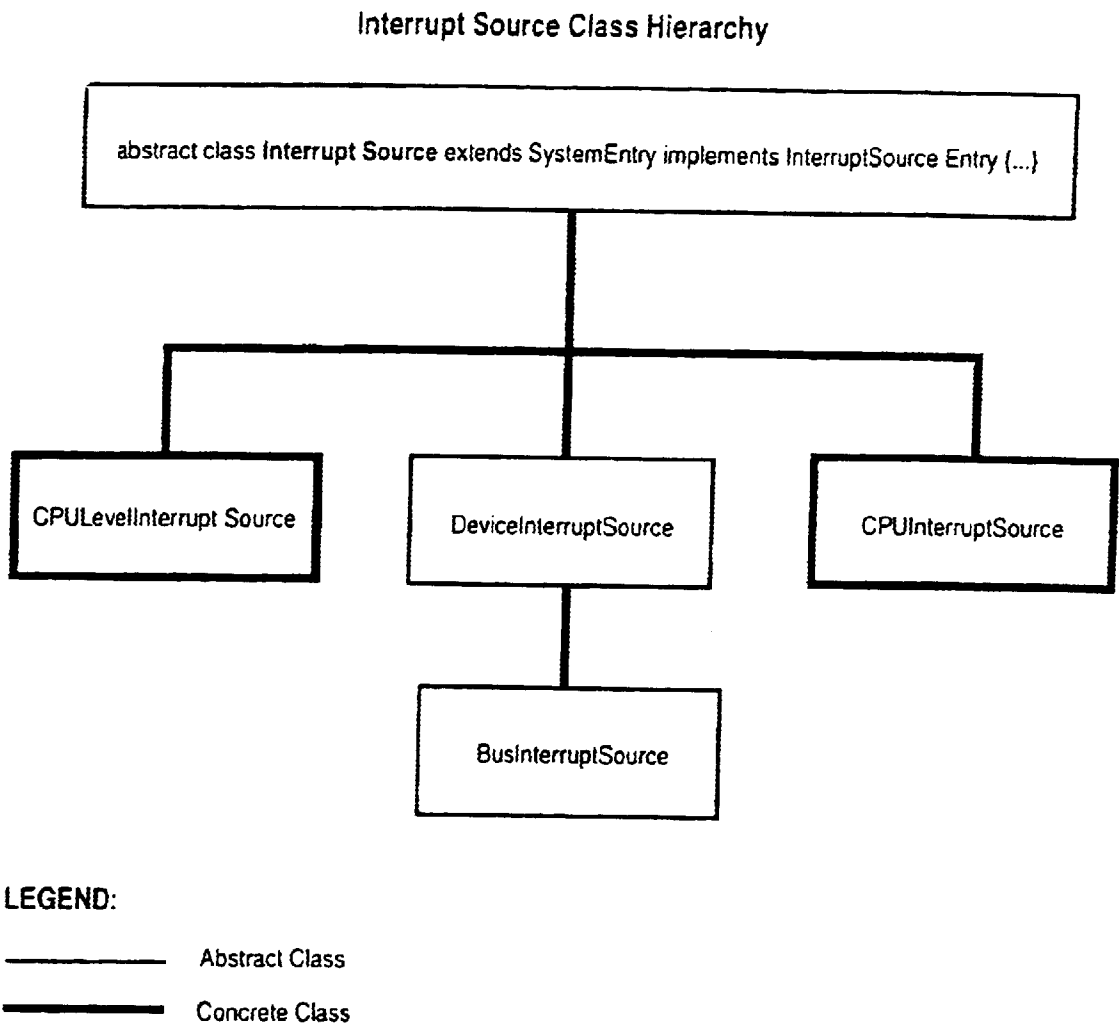 Interrupt Source Class Hierarchy
abstract class Interrupt Source extends SystemEntry implements InterruptSource Entry {...}
CPULevelInterrupt Source
DeviceInterruptSource
CPUInterruptSource
BusInterruptSource
LEGEND:
Abstract Class
Concrete Class